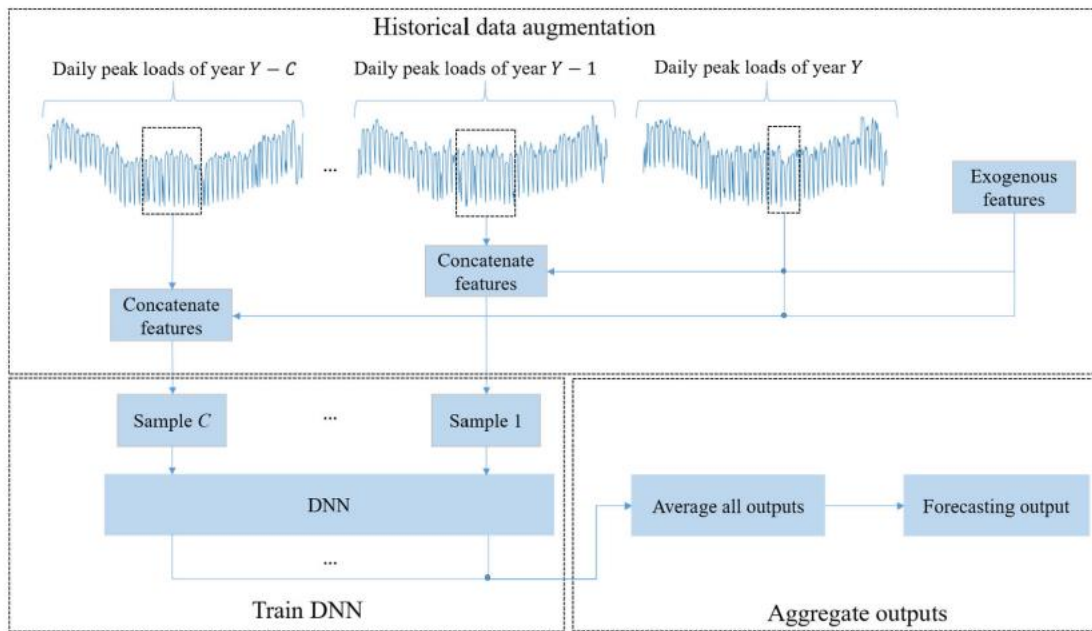 Historical data augmentation
Daily peak loads of year Y − C
Daily peak loads of year Y − 1
Daily peak loads of year Y
...
Exogenous
features
Concatenate
features
Concatenate
features
Sample C
...
Sample 1
DNN
Average all outputs
Forecasting output
...
Train DNN
Aggregate outputs